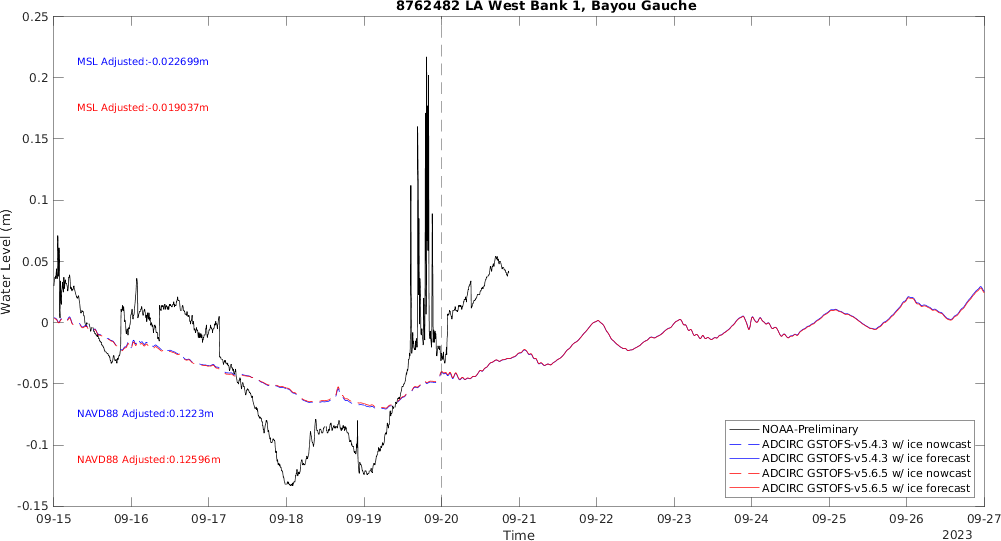 8762482 LA West Bank 1, Bayou Gauche
0.25
0.2
0.15
0.1
0.05
0
-0.05
-0.1
-0.15
Water Level (m)
MSL Adjusted:-0.022699m
MSL Adjusted:-0.019037m
NAVD88 Adjusted:0.1223m
NAVD88 Adjusted:0.12596m
NOAA-Preliminary
ADCIRC GSTOFS-v5.4.3 w/ ice nowcast
ADCIRC GSTOFS-v5.4.3 w/ ice forecast
ADCIRC GSTOFS-v5.6.5 w/ ice nowcast
ADCIRC GSTOFS-v5.6.5 w/ ice forecast
09-15 09-16 09-17 09-18 09-19 09-20 09-21 09-22 09-23 09-24 09-25 09-26 09-27
Time
2023